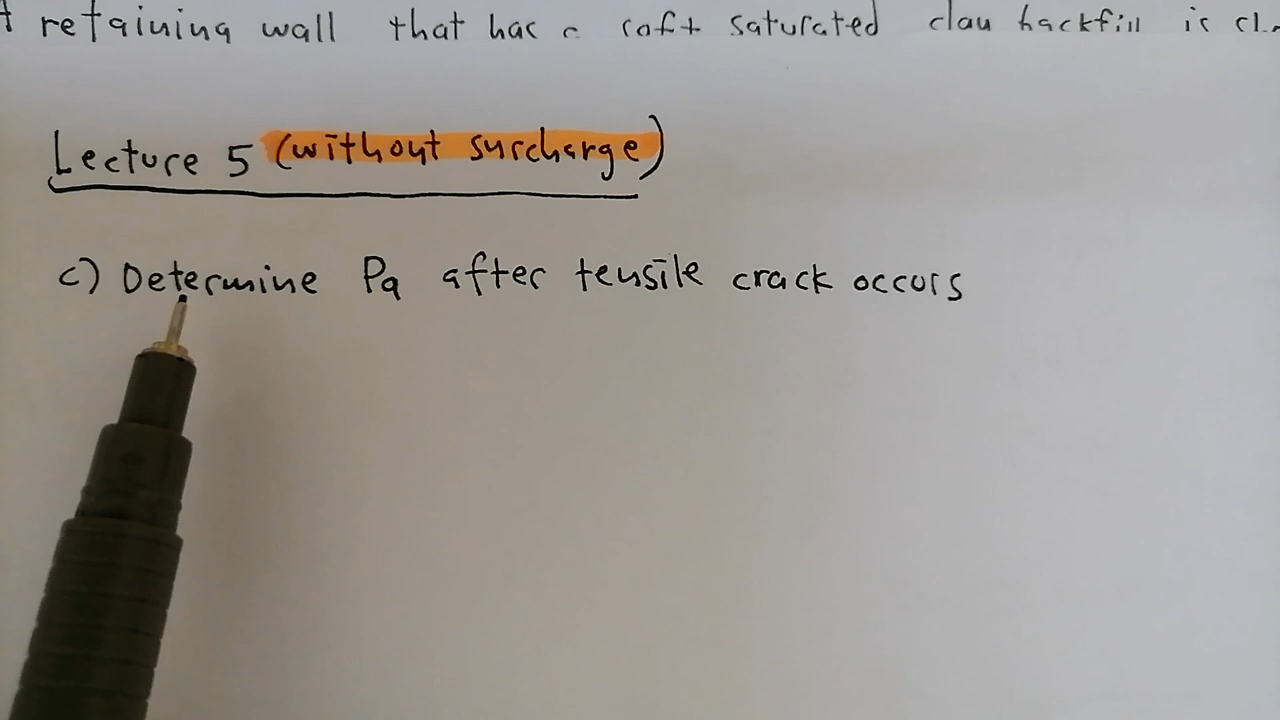 retaining wall that has a soft saturated clay backfill is
Lecture 5 (without surcharge)
c) Determine Pa after tensile crack occurs